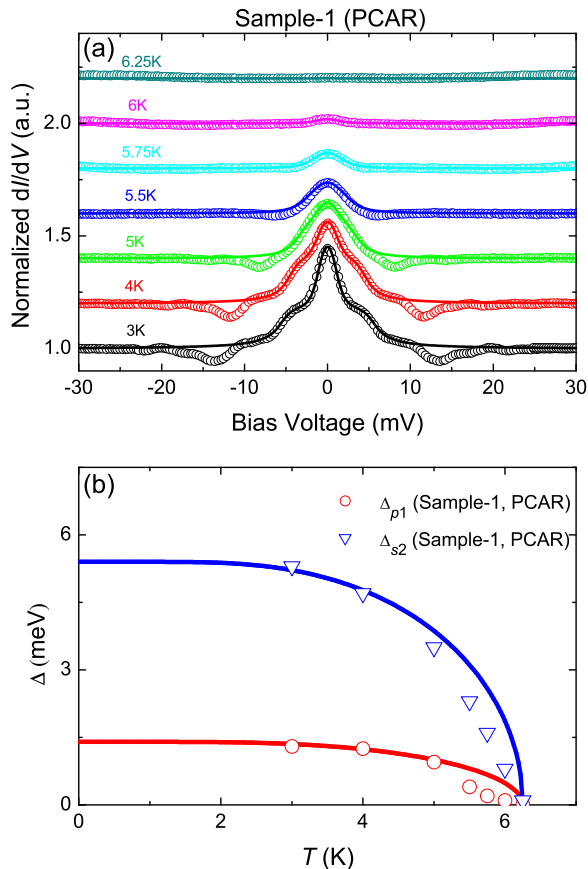 Sample-1 (PCAR)
(a)
6.25K
6K
5.75K
5.5K
5K
4K
3K
2.0
1.5
1.0
Normalized dI/dV (a.u.)
-30 -20 -10 0 10 20 30
Bias Voltage (mV)
(b)
Δp1 (Sample-1, PCAR)
Δs2 (Sample-1, PCAR)
6
3
0
Δ (meV)
0 2 4 6
T (K)